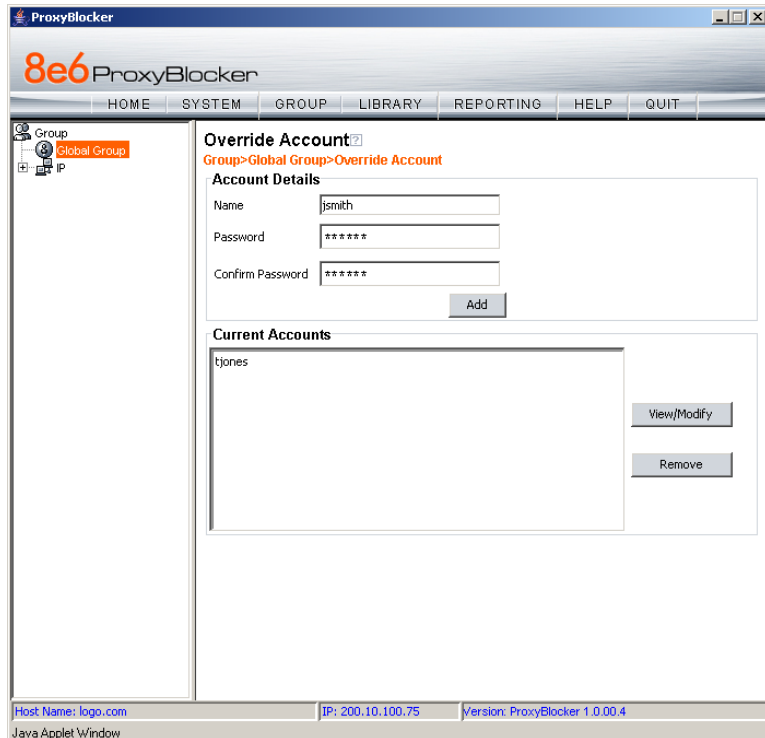 ProxyBlocker
8e6 ProxyBlocker
HOME SYSTEM GROUP LIBRARY REPORTING HELP QUIT
Group
Global Group
IP
Override Account?
Group>Global Group>Override Account
Account Details
Name jsmith
Password ******
Confirm Password ******
Add
Current Accounts
tjones
View/Modify
Remove
Host Name: logo.com IP: 200.10.100.75 Version: ProxyBlocker 1.0.00.4
Java Applet Window